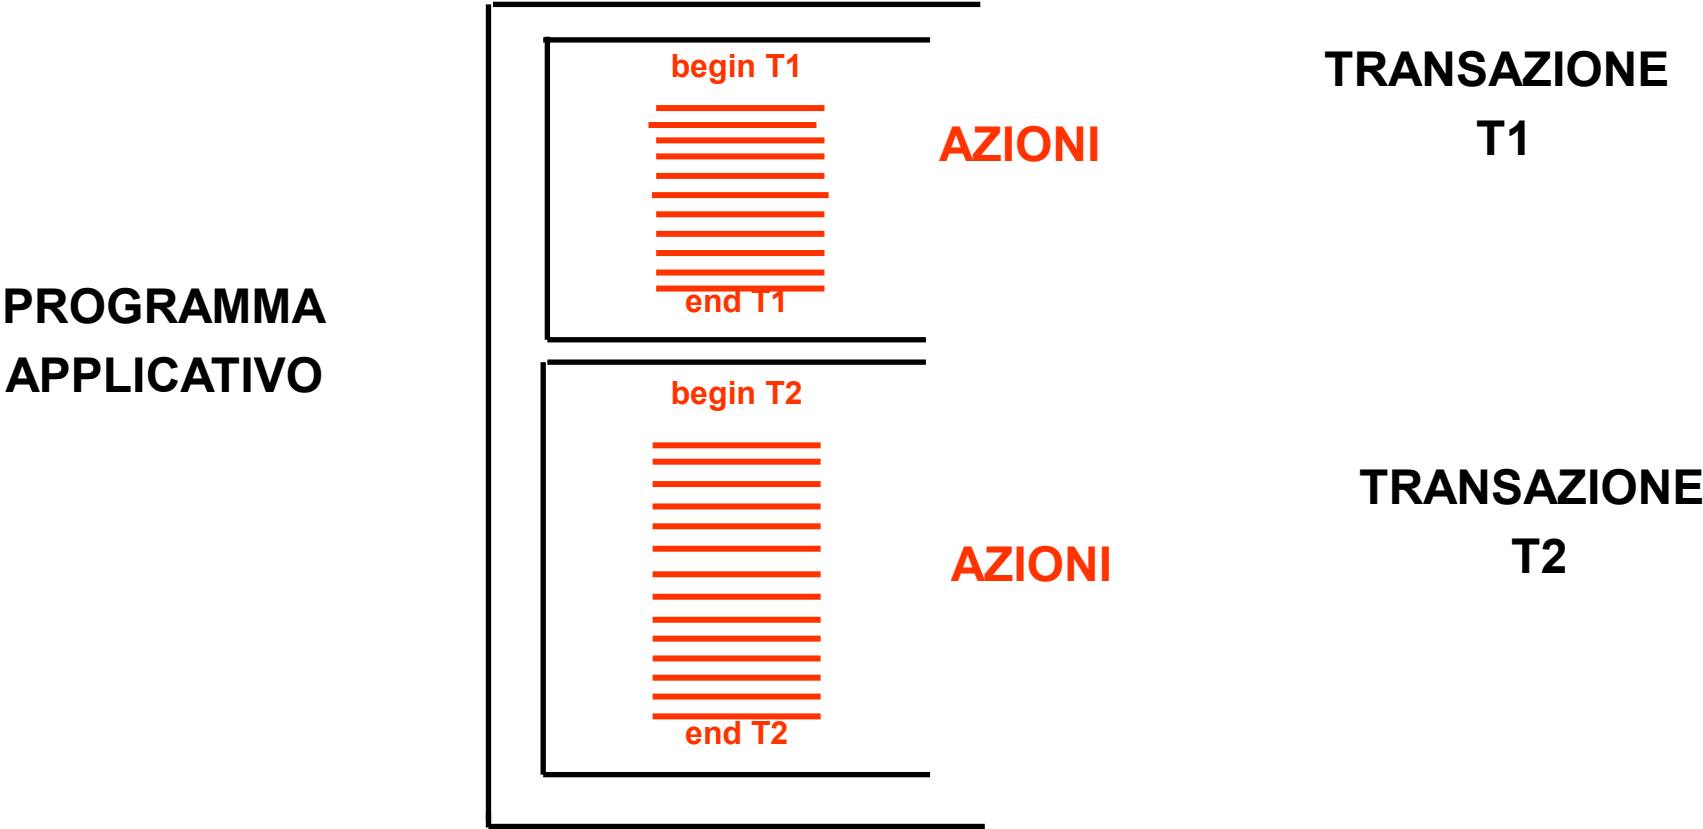 begin T1
TRANSAZIONE
T1
AZIONI
end T1
PROGRAMMA
APPLICATIVO
begin T2
AZIONI
TRANSAZIONE
T2
end T2